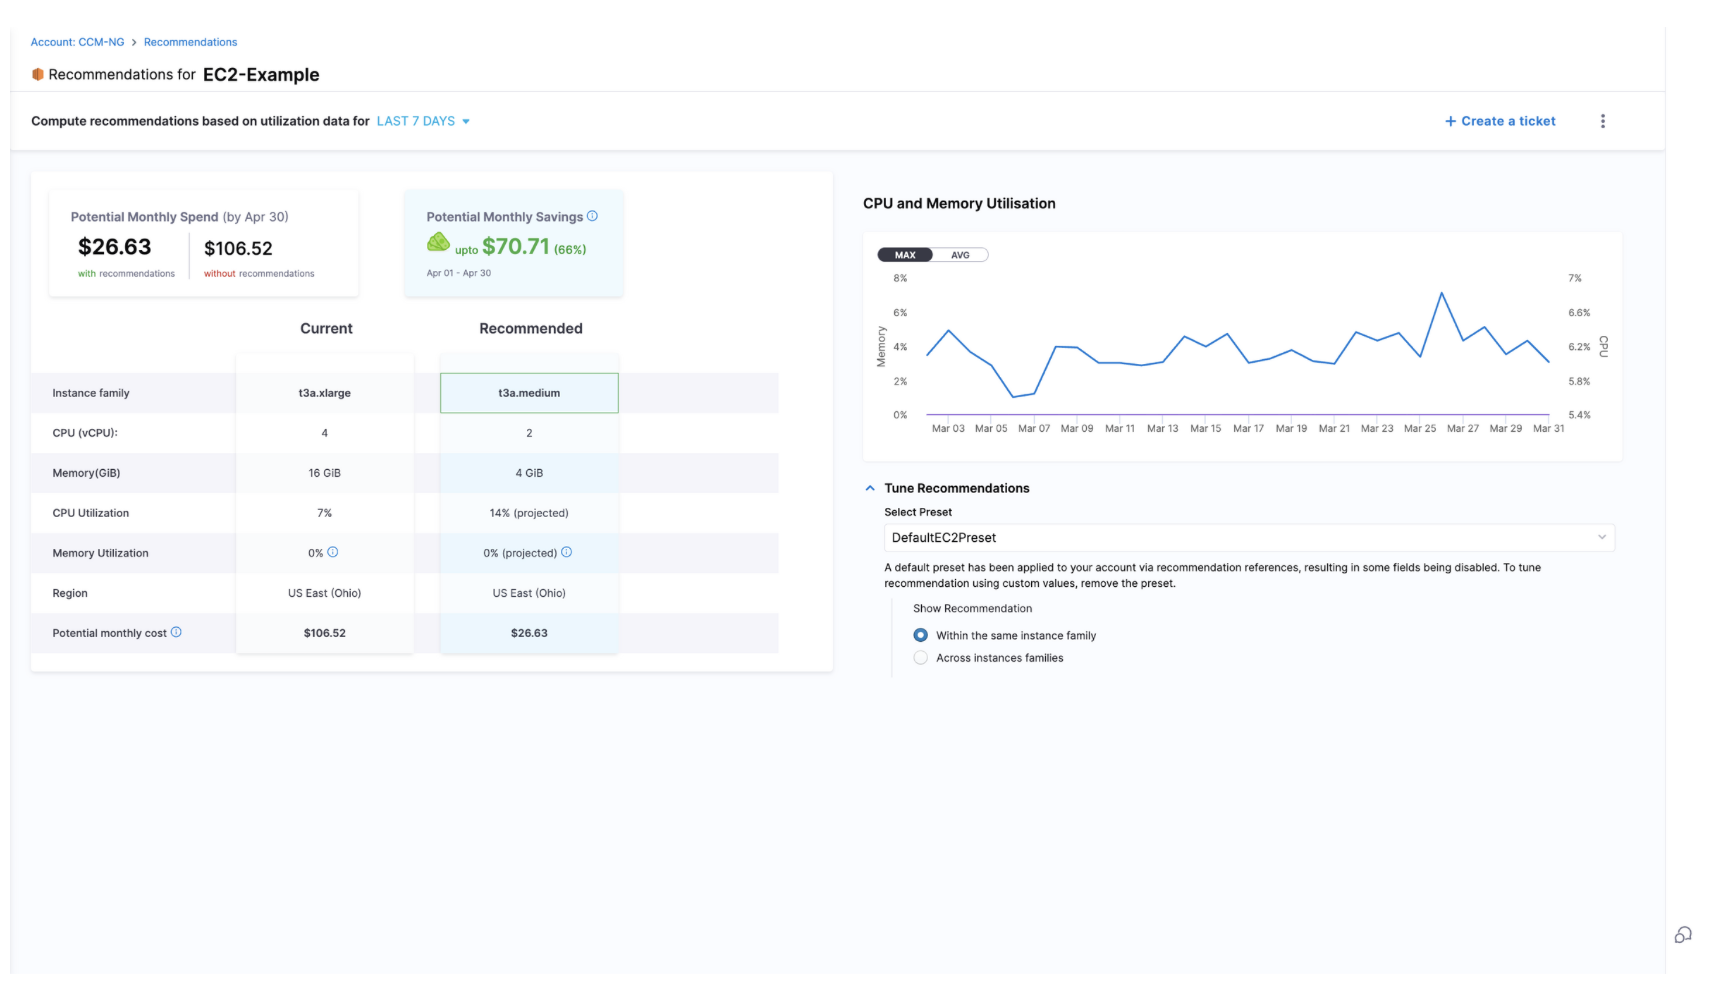 Account: CCM-NG > Recommendations
Recommendations for EC2-Example
Compute recommendations based on utilization data for LAST 7 DAYS
+ Create a ticket
Potential Monthly Spend (by Apr 30)
$26.63
with recommendations
$106.52
without recommendations
Potential Monthly Savings
upto $70.71 (66%)
Apr 01 - Apr 30
Current Recommended
Instance family t3a.xlarge t3a.medium
CPU (vCPU): 4 2
Memory(GiB) 16 GiB 4 GiB
CPU Utilization 7% 14% (projected)
Memory Utilization 0% 0% (projected)
Region US East (Ohio) US East (Ohio)
Potential monthly cost $106.52 $26.63
CPU and Memory Utilisation
MAX AVG
8% 7%
6% 6.6%
4% 6.2%
2% 5.8%
0% 5.4%
Memory
CPU
Mar 03 Mar 05 Mar 07 Mar 09 Mar 11 Mar 13 Mar 15 Mar 17 Mar 19 Mar 21 Mar 23 Mar 25 Mar 27 Mar 29 Mar 31
Tune Recommendations
Select Preset
DefaultEC2Preset
A default preset has been applied to your account via recommendation references, resulting in some fields being disabled. To tune
recommendation using custom values, remove the preset.
Show Recommendation
Within the same instance family
Across instances families